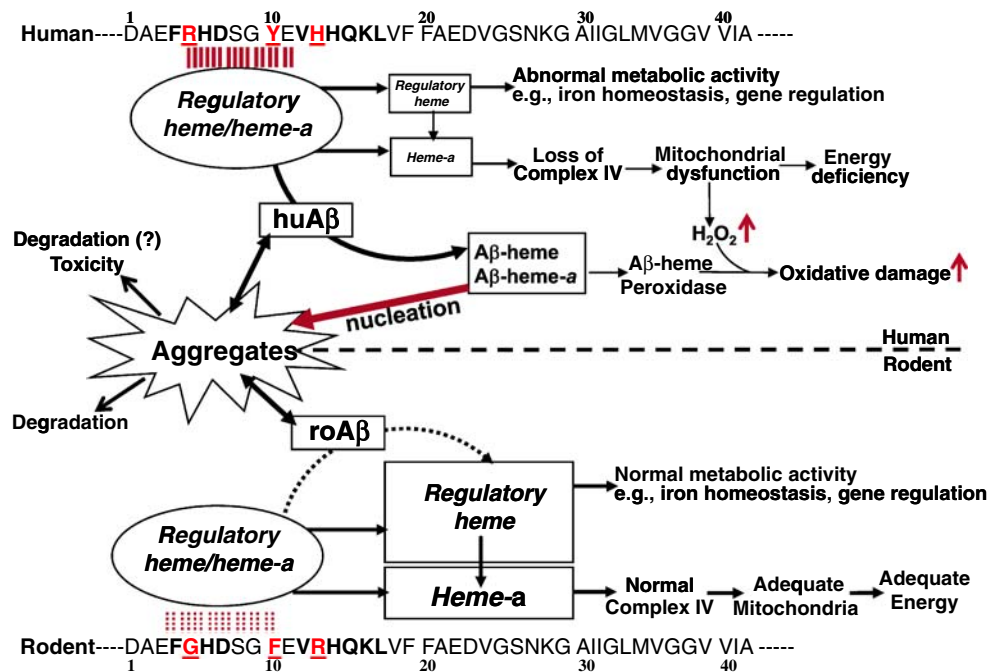 1 10 20 30 40
Human----DAEFRHDSG YEVHHQKLVF FAEDVGSNKG AIIGLMVGGV VIA -----
Regulatory
heme/heme-a
Regulatory
heme
Abnormal metabolic activity
e.g., iron homeostasis, gene regulation
Heme-a
Loss of
Complex IV
Mitochondrial
dysfunction
Energy
deficiency
huAβ
H2O2
Degradation (?)
Toxicity
Aβ-heme
Aβ-heme-a
Aβ-heme
Peroxidase
Oxidative damage
nucleation
Aggregates
Human
Rodent
Degradation
roAβ
Regulatory
heme
Normal metabolic activity
e.g., iron homeostasis, gene regulation
Regulatory
heme/heme-a
Heme-a
Normal
Complex IV
Adequate
Mitochondria
Adequate
Energy
Rodent----DAEFGHDSG FEVRHQKLVF FAEDVGSNKG AIIGLMVGGV VIA -----
1 10 20 30 40